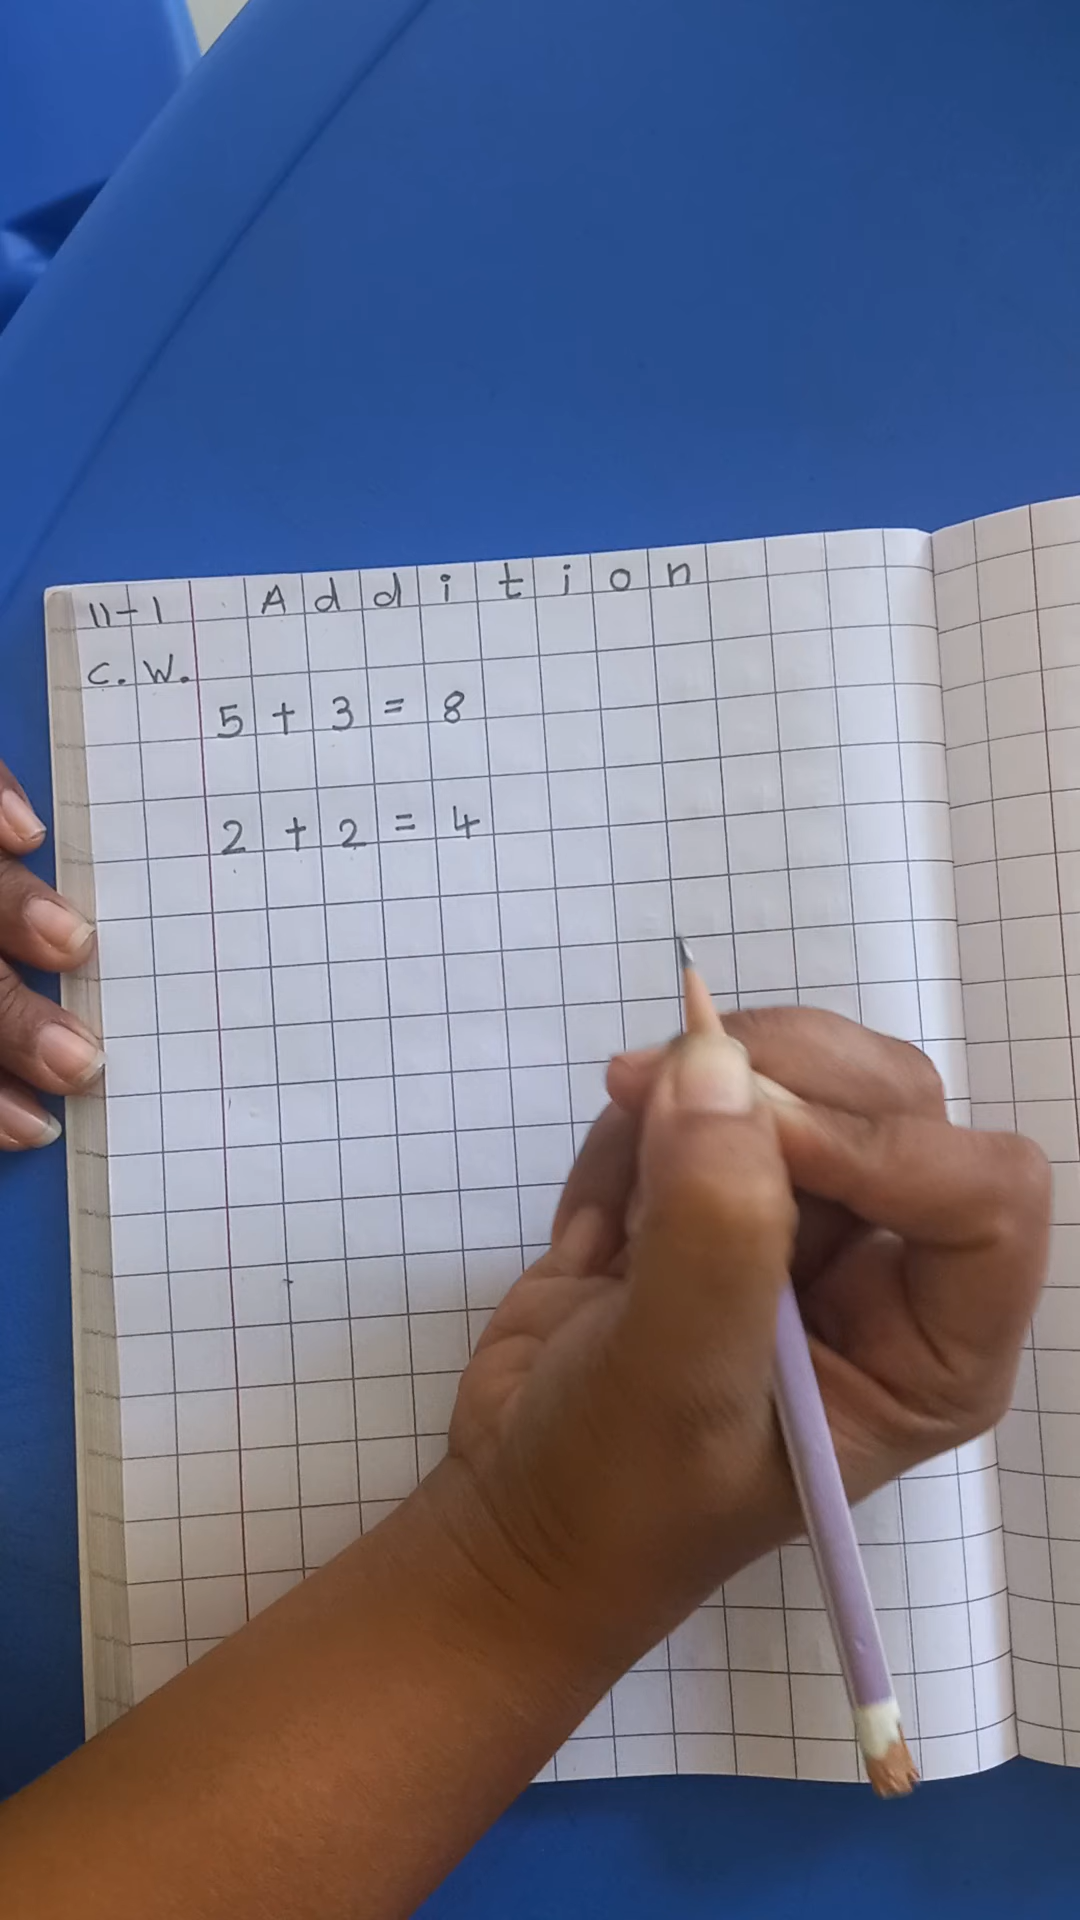 11-1 Addition
C.W.
5 + 3 = 8
2 + 2 = 4